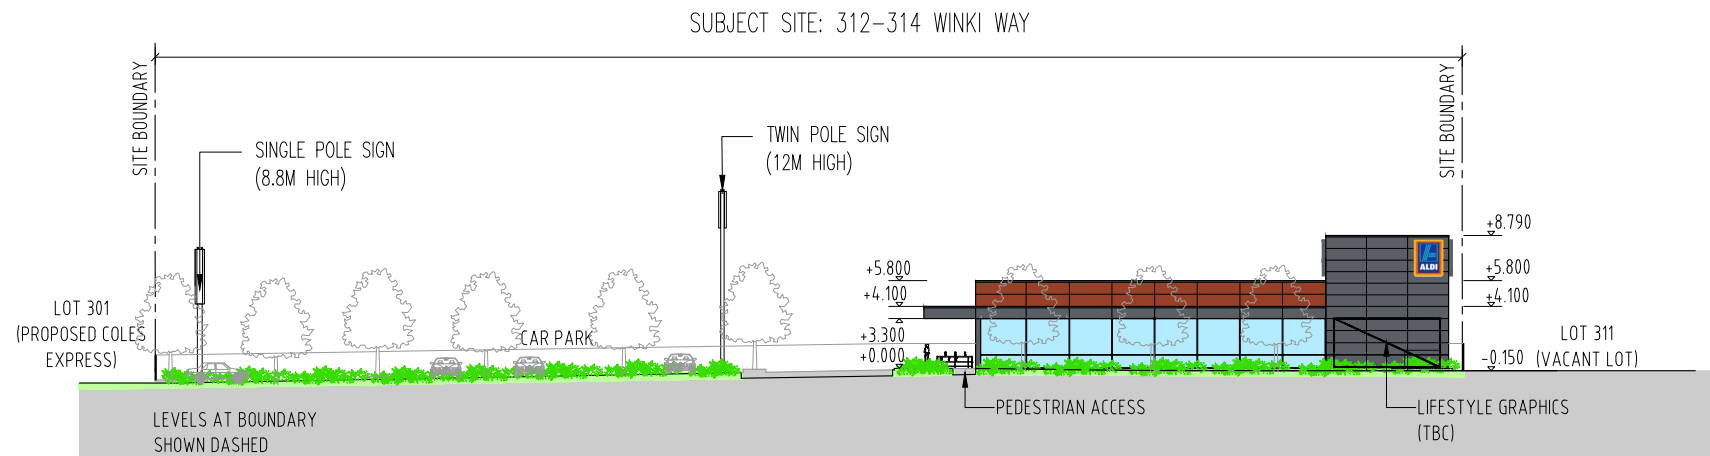 SUBJECT SITE: 312-314 WINKI WAY
SITE BOUNDARY
SITE BOUNDARY
SINGLE POLE SIGN
(8.8M HIGH)
TWIN POLE SIGN
(12M HIGH)
+8.790
+5.800
+4.100
+3.300
+0.000
+5.800
+4.100
-0.150
ALDI
LOT 301
(PROPOSED COLES
EXPRESS)
CAR PARK
LOT 311
(VACANT LOT)
PEDESTRIAN ACCESS
LIFESTYLE GRAPHICS
(TBC)
LEVELS AT BOUNDARY
SHOWN DASHED